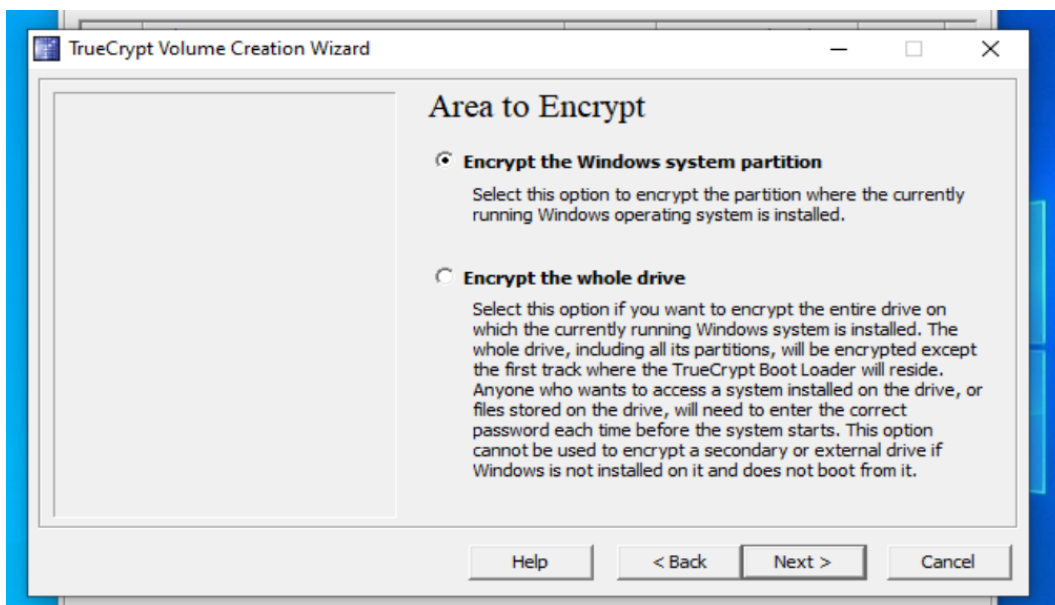 TrueCrypt Volume Creation Wizard
Area to Encrypt
Encrypt the Windows system partition
Select this option to encrypt the partition where the currently
running Windows operating system is installed.
Encrypt the whole drive
Select this option if you want to encrypt the entire drive on
which the currently running Windows system is installed. The
whole drive, including all its partitions, will be encrypted except
the first track where the TrueCrypt Boot Loader will reside.
Anyone who wants to access a system installed on the drive, or
files stored on the drive, will need to enter the correct
password each time before the system starts. This option
cannot be used to encrypt a secondary or external drive if
Windows is not installed on it and does not boot from it.
Help
< Back
Next >
Cancel